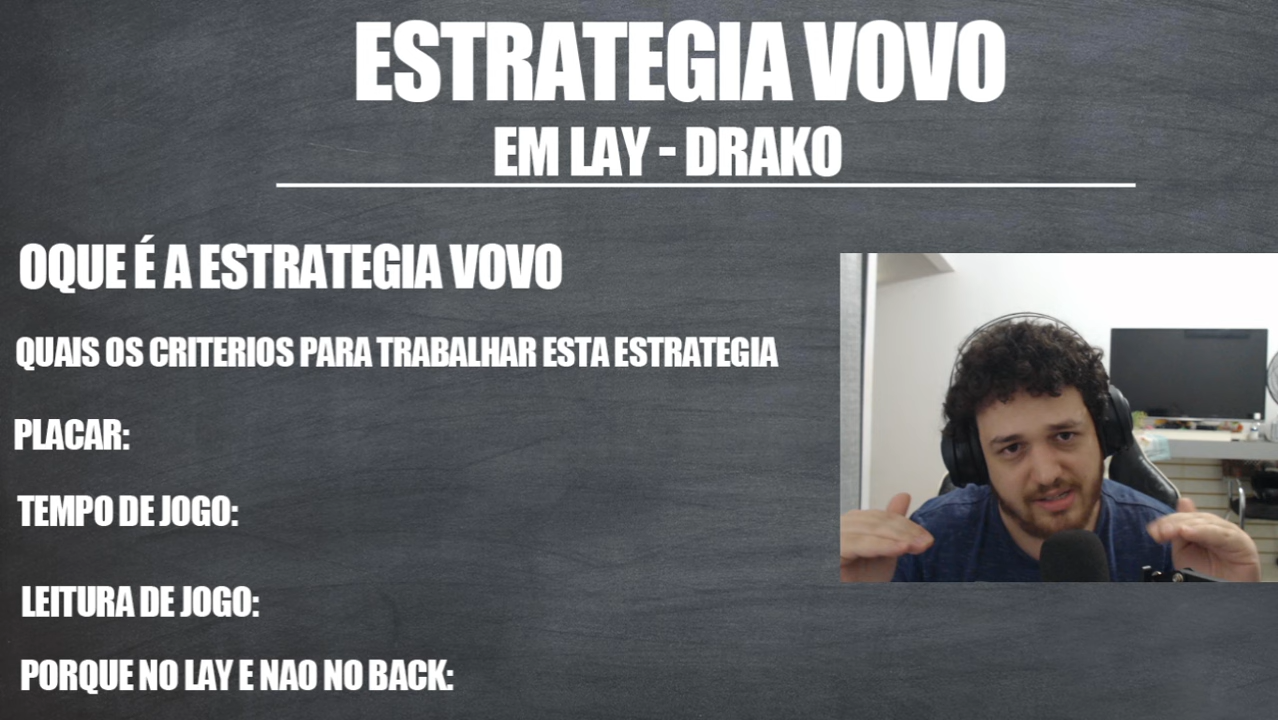 ESTRATEGIA VOVO
EM LAY - DRAKO
OQUE É A ESTRATEGIA VOVO
QUAIS OS CRITERIOS PARA TRABALHAR ESTA ESTRATEGIA
PLACAR:
TEMPO DE JOGO:
LEITURA DE JOGO:
PORQUE NO LAY E NAO NO BACK: